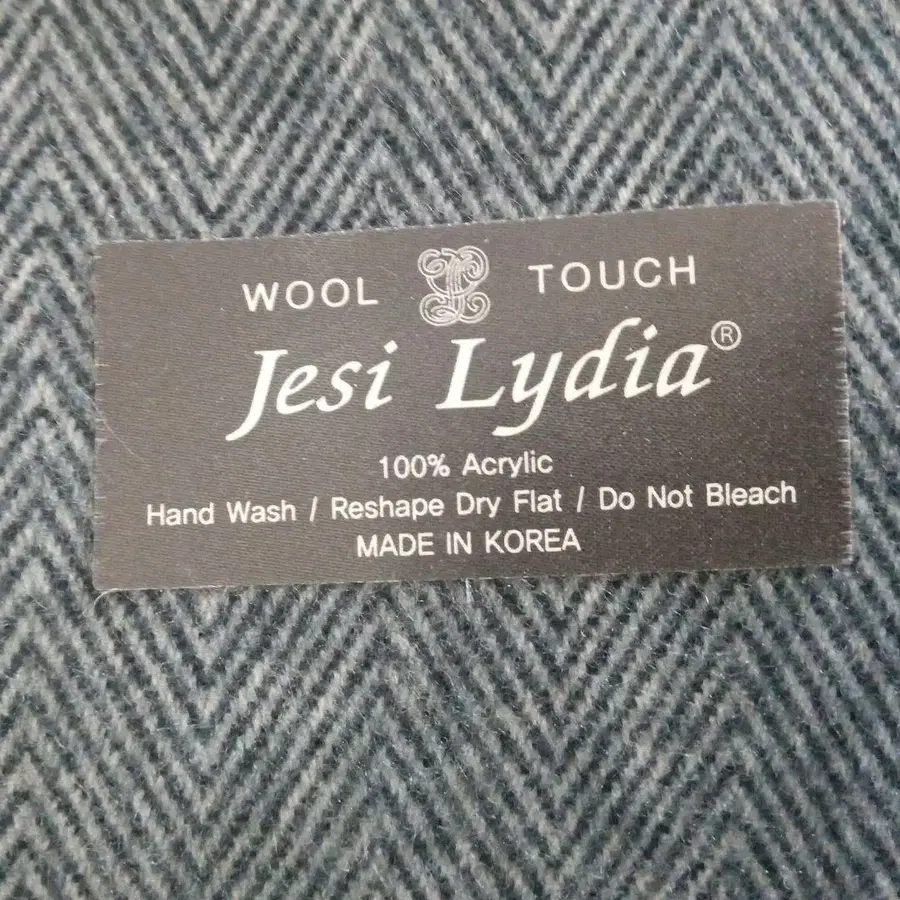 WOOL TOUCH
Jesi Lydia®
100% Acrylic
Hand Wash / Reshape Dry Flat / Do Not Bleach
MADE IN KOREA